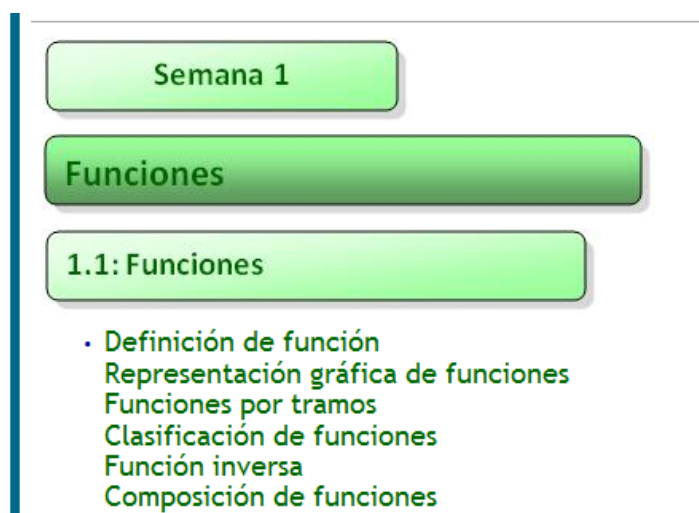 Semana 1
Funciones
1.1: Funciones
• Definición de función
Representación gráfica de funciones
Funciones por tramos
Clasificación de funciones
Función inversa
Composición de funciones